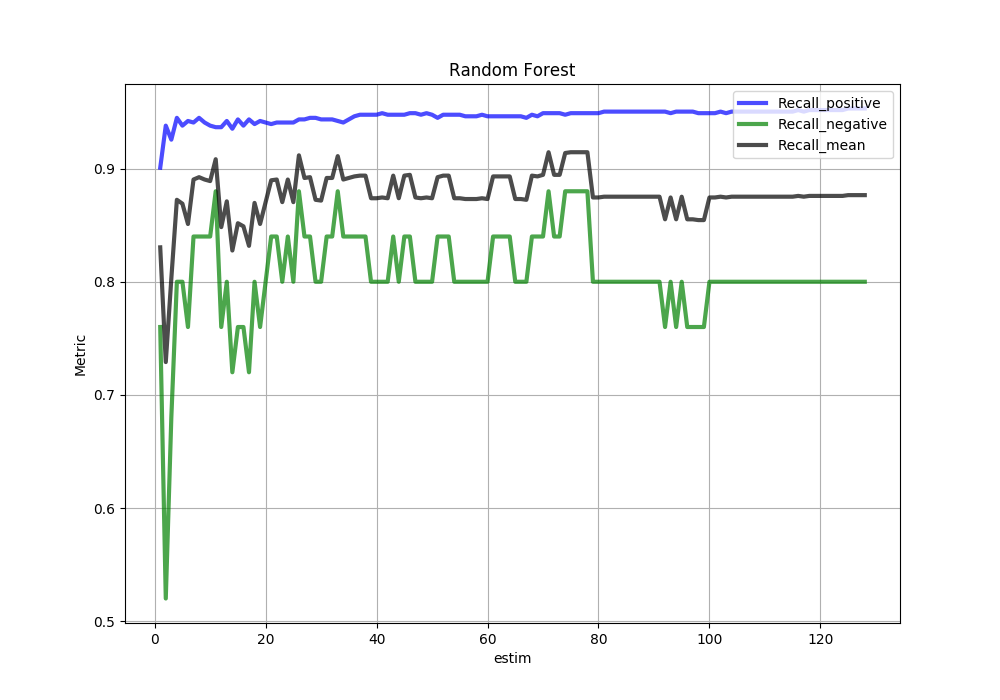 Random Forest
Recall_positive
Recall_negative
Recall_mean
Metric
0.9
0.8
0.7
0.6
0.5
0 20 40 60 80 100 120
estim